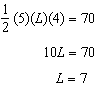 1/2 (5)(L)(4) = 70
10L = 70
L = 7